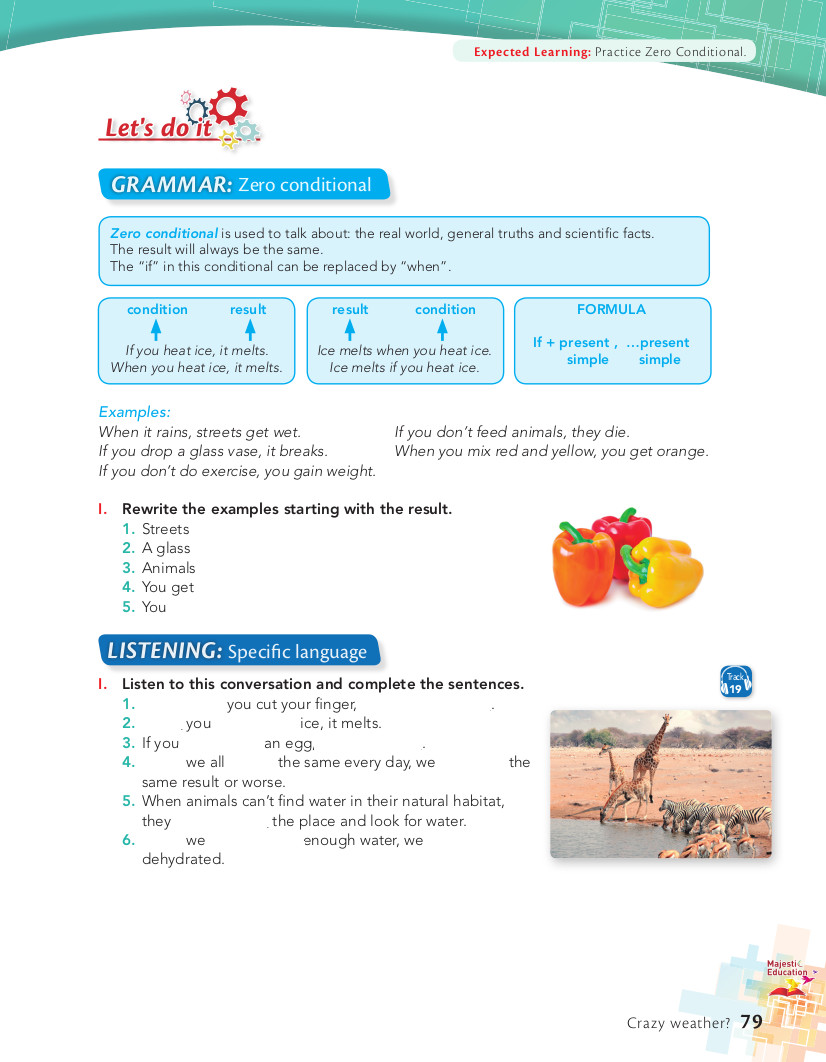 Expected Learning: Practice Zero Conditional.
Let's do it
GRAMMAR: Zero conditional
Zero conditional is used to talk about: the real world, general truths and scientific facts.
The result will always be the same.
The “if” in this conditional can be replaced by “when”.
condition result
If you heat ice, it melts.
When you heat ice, it melts.
result condition
Ice melts when you heat ice.
Ice melts if you heat ice.
FORMULA
If + present , ...present
simple simple
Examples:
When it rains, streets get wet.
If you drop a glass vase, it breaks.
If you don’t do exercise, you gain weight.
If you don’t feed animals, they die.
When you mix red and yellow, you get orange.
I. Rewrite the examples starting with the result.
1. Streets
2. A glass
3. Animals
4. You get
5. You
LISTENING: Specific language
I. Listen to this conversation and complete the sentences.
Track
19
1. you cut your finger, .
2. you ice, it melts.
3. If you an egg, .
4. we all the same every day, we the
same result or worse.
5. When animals can’t find water in their natural habitat,
they the place and look for water.
6. we enough water, we
dehydrated.
Majestic
Education
Crazy weather? 79